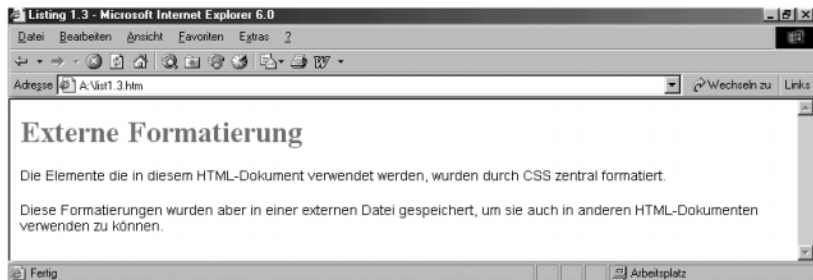 Listing 1.3 - Microsoft Internet Explorer 6.0
Datei Bearbeiten Ansicht Favoriten Extras ?
Adresse A:\list1.3.htm Wechseln zu Links
Externe Formatierung
Die Elemente die in diesem HTML-Dokument verwendet werden, wurden durch CSS zentral formatiert.
Diese Formatierungen wurden aber in einer externen Datei gespeichert, um sie auch in anderen HTML-Dokumenten
verwenden zu können.
Fertig Arbeitsplatz